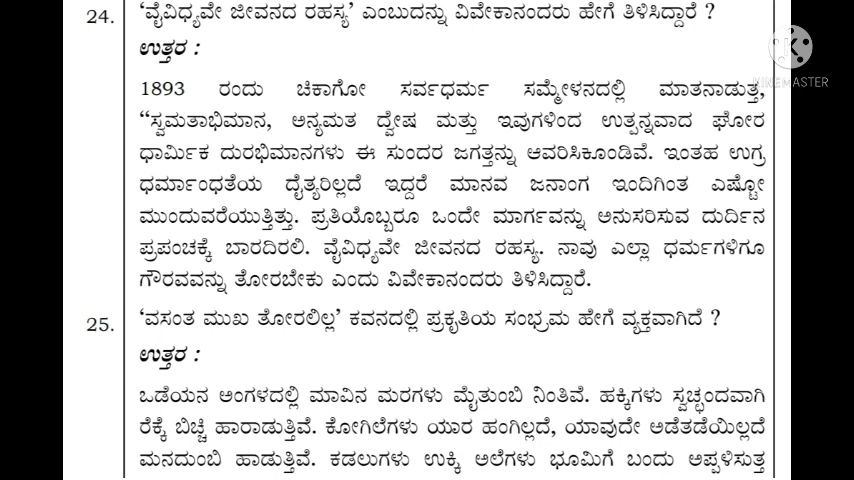 24. ‘ವೈವಿಧ್ಯವೇ ಜೀವನದ ರಹಸ್ಯ’ ಎಂಬುದನ್ನು ವಿವೇಕಾನಂದರು ಹೇಗೆ ತಿಳಿಸಿದ್ದಾರೆ ?
ಉತ್ತರ :
1893 ರಂದು ಚಿಕಾಗೋ ಸರ್ವಧರ್ಮ ಸಮ್ಮೇಳನದಲ್ಲಿ ಮಾತನಾಡುತ್ತ,
“ಸ್ವಮತಾಭಿಮಾನ, ಅನ್ಯಮತ ದ್ವೇಷ ಮತ್ತು ಇವುಗಳಿಂದ ಉತ್ಪನ್ನವಾದ ಘೋರ
ಧಾರ್ಮಿಕ ದುರಭಿಮಾನಗಳು ಈ ಸುಂದರ ಜಗತ್ತನ್ನು ಆವರಿಸಿಕೊಂಡಿವೆ. ಇಂತಹ ಉಗ್ರ
ಧರ್ಮಾಂಧತೆಯ ದೈತ್ಯರಿಲ್ಲದೆ ಇದ್ದರೆ ಮಾನವ ಜನಾಂಗ ಇಂದಿಗಿಂತ ಎಷ್ಟೋ
ಮುಂದುವರೆಯುತ್ತಿತ್ತು. ಪ್ರತಿಯೊಬ್ಬರೂ ಒಂದೇ ಮಾರ್ಗವನ್ನು ಅನುಸರಿಸುವ ದುರ್ದಿನ
ಪ್ರಪಂಚಕ್ಕೆ ಬಾರದಿರಲಿ. ವೈವಿಧ್ಯವೇ ಜೀವನದ ರಹಸ್ಯ. ನಾವು ಎಲ್ಲಾ ಧರ್ಮಗಳಿಗೂ
ಗೌರವವನ್ನು ತೋರಬೇಕು ಎಂದು ವಿವೇಕಾನಂದರು ತಿಳಿಸಿದ್ದಾರೆ.
25. ‘ವಸಂತ ಮುಖ ತೋರಲಿಲ್ಲ’ ಕವನದಲ್ಲಿ ಪ್ರಕೃತಿಯ ಸಂಭ್ರಮ ಹೇಗೆ ವ್ಯಕ್ತವಾಗಿದೆ ?
ಉತ್ತರ :
ಒಡೆಯನ ಅಂಗಳದಲ್ಲಿ ಮಾವಿನ ಮರಗಳು ಮೈತುಂಬಿ ನಿಂತಿವೆ. ಹಕ್ಕಿಗಳು ಸ್ವಚ್ಛಂದವಾಗಿ
ರೆಕ್ಕೆ ಬಿಚ್ಚಿ ಹಾರಾಡುತ್ತಿವೆ. ಕೋಗಿಲೆಗಳು ಯಾರ ಹಂಗಿಲ್ಲದೆ, ಯಾವುದೇ ಅಡೆತಡೆಯಿಲ್ಲದೆ
ಮನದುಂಬಿ ಹಾಡುತ್ತಿವೆ. ಕಡಲುಗಳು ಉಕ್ಕಿ ಅಲೆಗಳು ಭೂಮಿಗೆ ಬಂದು ಅಪ್ಪಳಿಸುತ್ತ
K
KINEMASTER